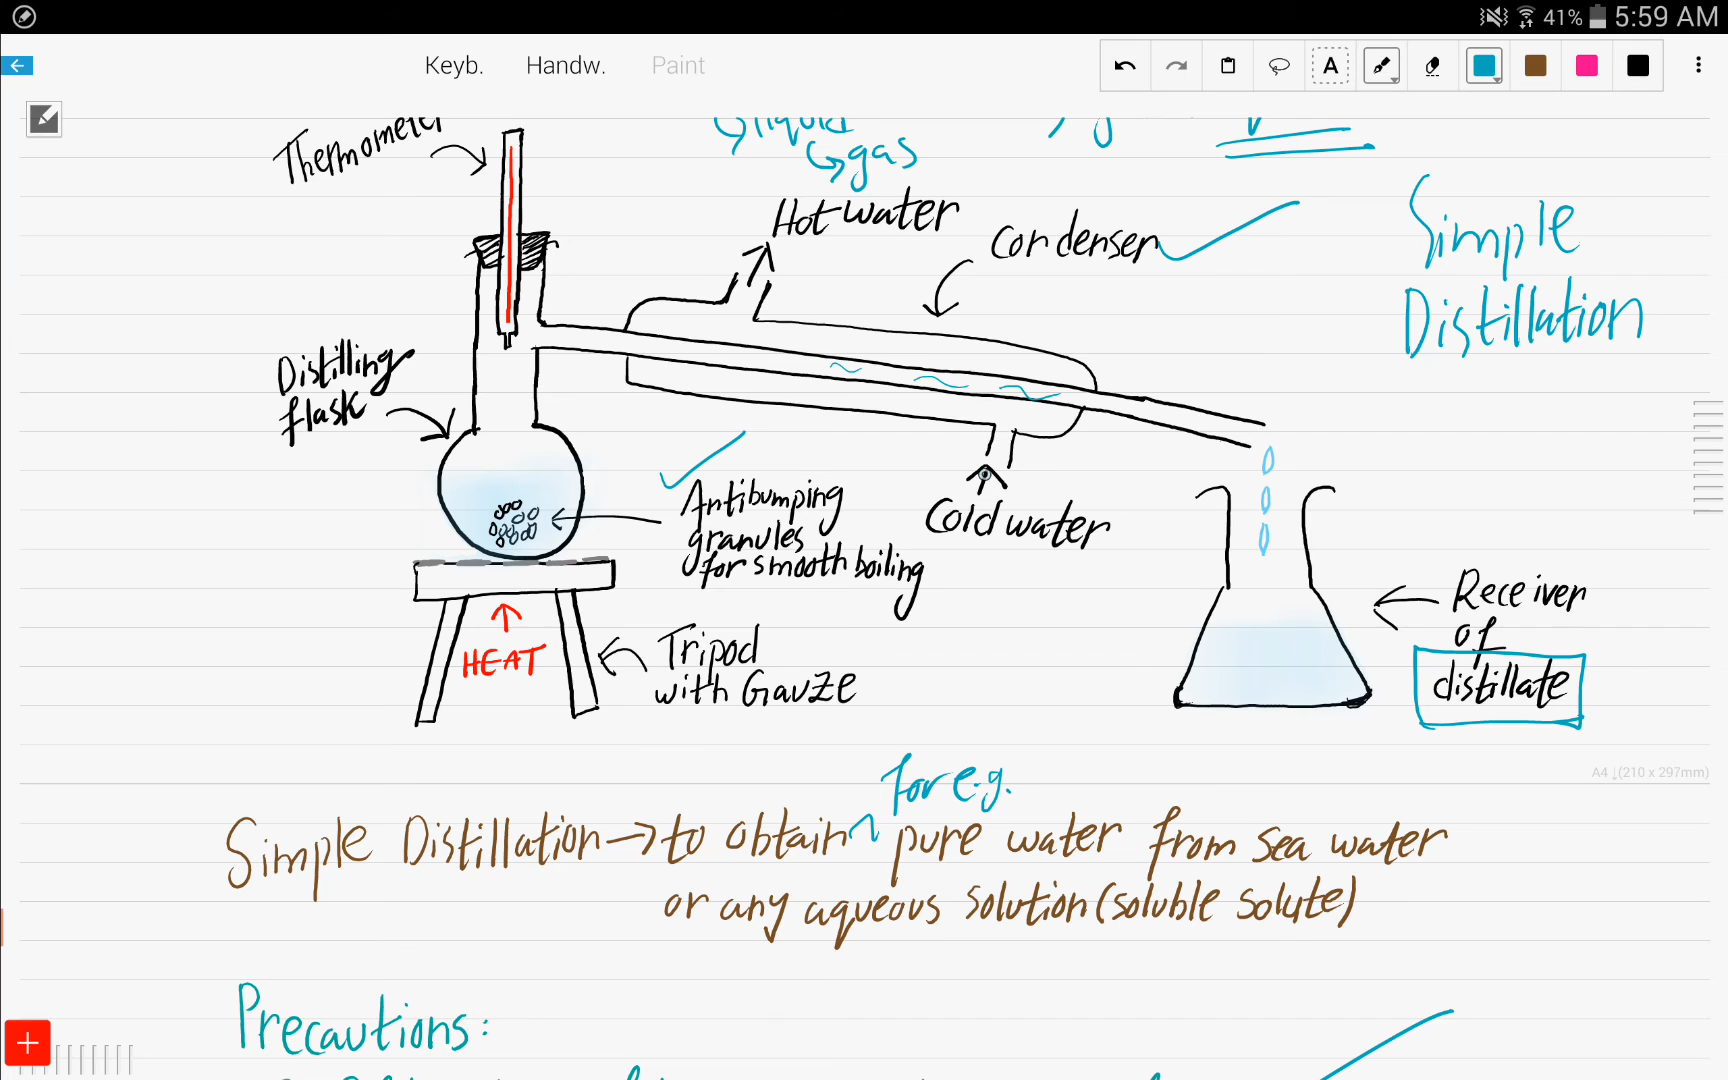 41% 5:59 AM
Keyb. Handw. Paint
A
Thermometer
liquid
gas
Hot water
Condenser
Simple
Distillation
Distilling
flask
Antibumping
granules
for smooth boiling
Cold water
HEAT
Tripod
with Gauze
Receiver
of
distillate
A4 ↓(210 x 297mm)
for e.g.
Simple Distillation → to obtain pure water from sea water
or any aqueous solution (soluble solute)
Precautions: